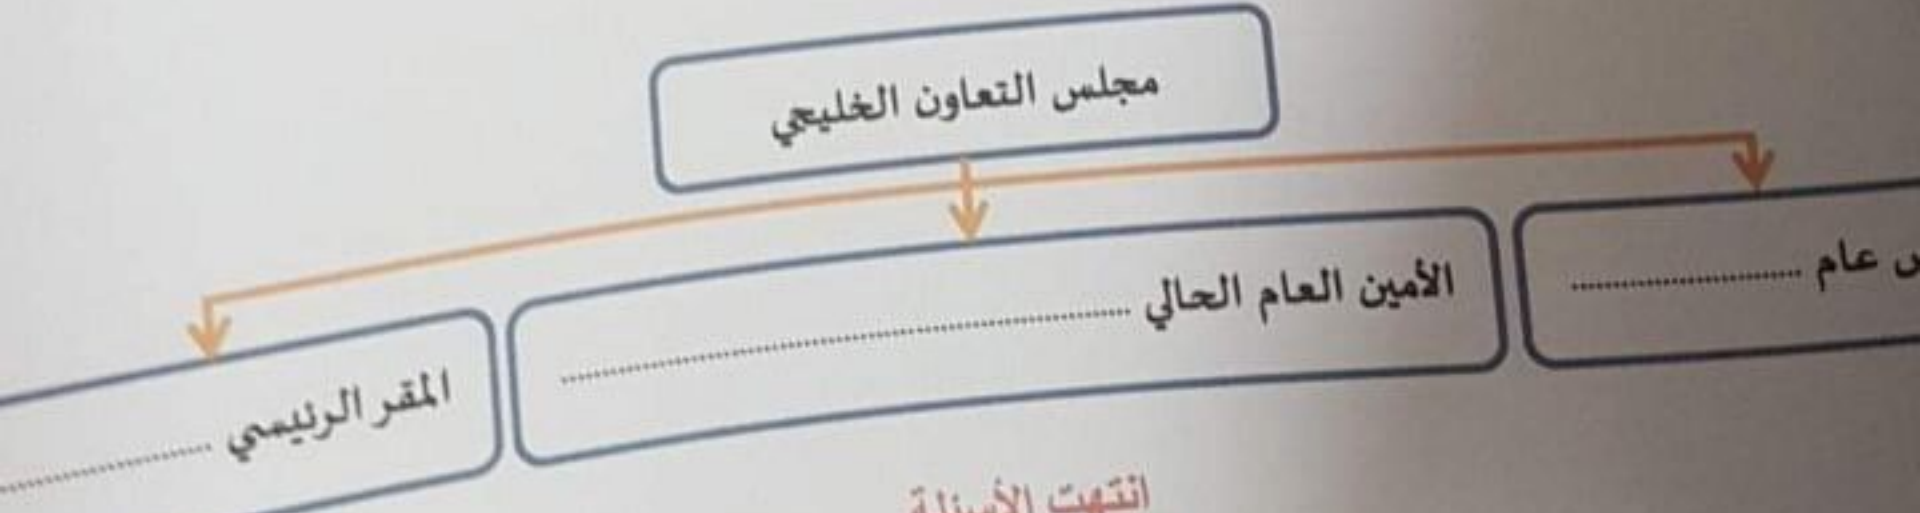 مجلس التعاون الخليجي
عام ..............................
الأمين العام الحالي ............................................................
المقر الرئيسي ..............................
انتهت الأسئلة